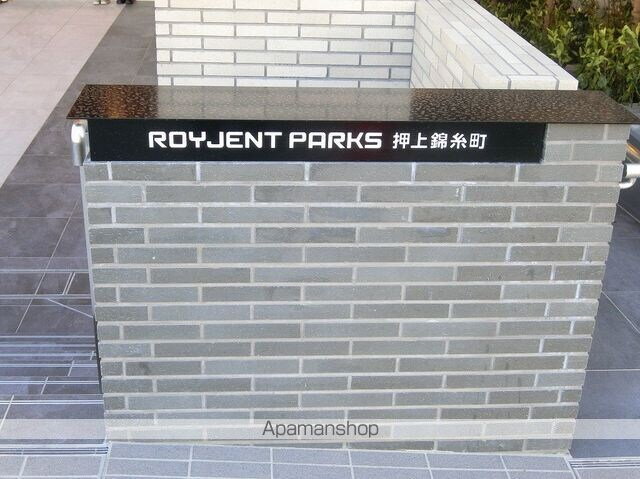 ROYJENT PARKS 押上錦糸町
Apamanshop